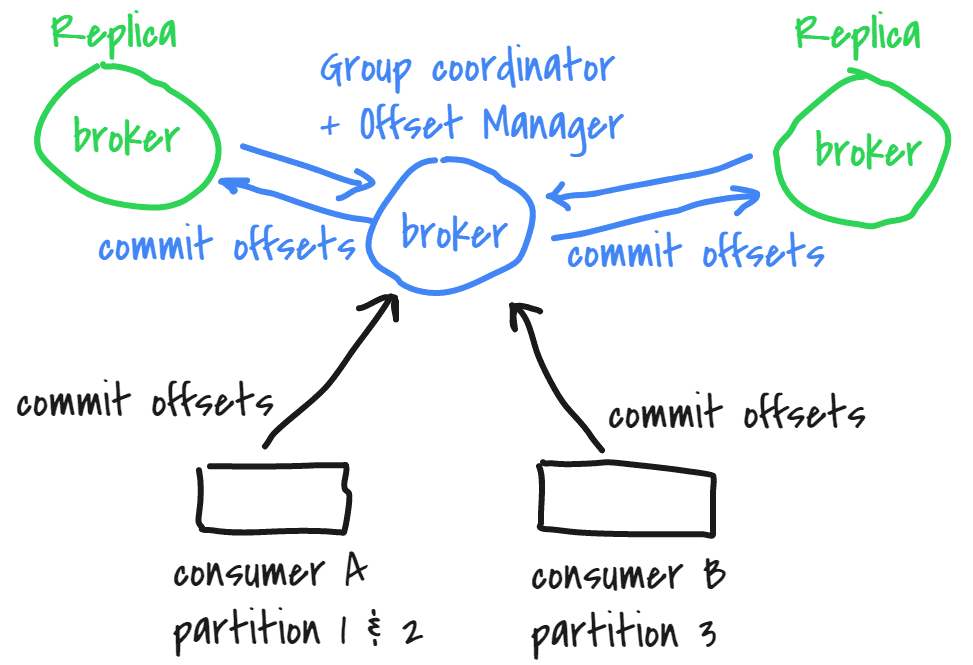 Replica
Replica
Group coordinator
+ Offset Manager
broker
broker
broker
commit offsets
commit offsets
commit offsets
commit offsets
consumer A
partition 1 & 2
consumer B
partition 3